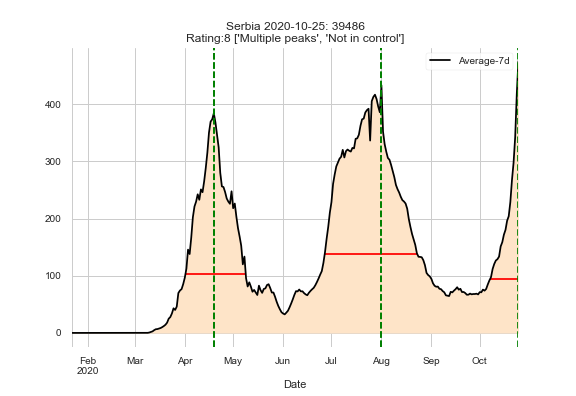 Serbia 2020-10-25: 39486
Rating:8 ['Multiple peaks', 'Not in control']
Average-7d
400
300
200
100
0
Feb Mar Apr May Jun Jul Aug Sep Oct
2020
Date